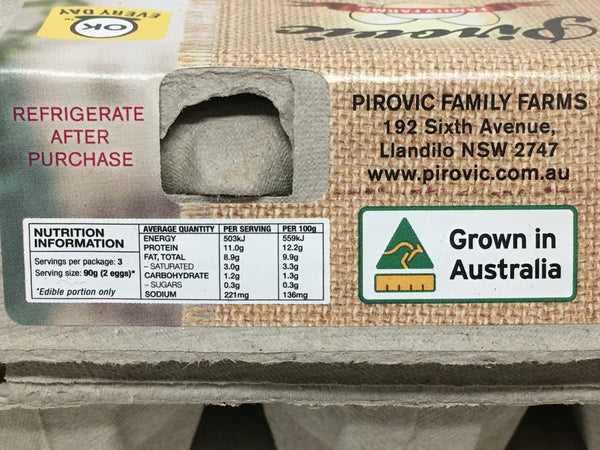 OK
EVERY DAY
FAMILY FARMS
Pirovic
REFRIGERATE
AFTER
PURCHASE
PIROVIC FAMILY FARMS
192 Sixth Avenue,
Llandilo NSW 2747
www.pirovic.com.au
NUTRITION
INFORMATION
Servings per package: 3
Serving size: 90g (2 eggs)*
*Edible portion only
AVERAGE QUANTITY PER SERVING PER 100g
ENERGY 503kJ 559kJ
PROTEIN 11.0g 12.2g
FAT, TOTAL 8.9g 9.9g
– SATURATED 3.0g 3.3g
CARBOHYDRATE 1.2g 1.3g
– SUGARS 0.3g 0.3g
SODIUM 221mg 136mg
Grown in
Australia